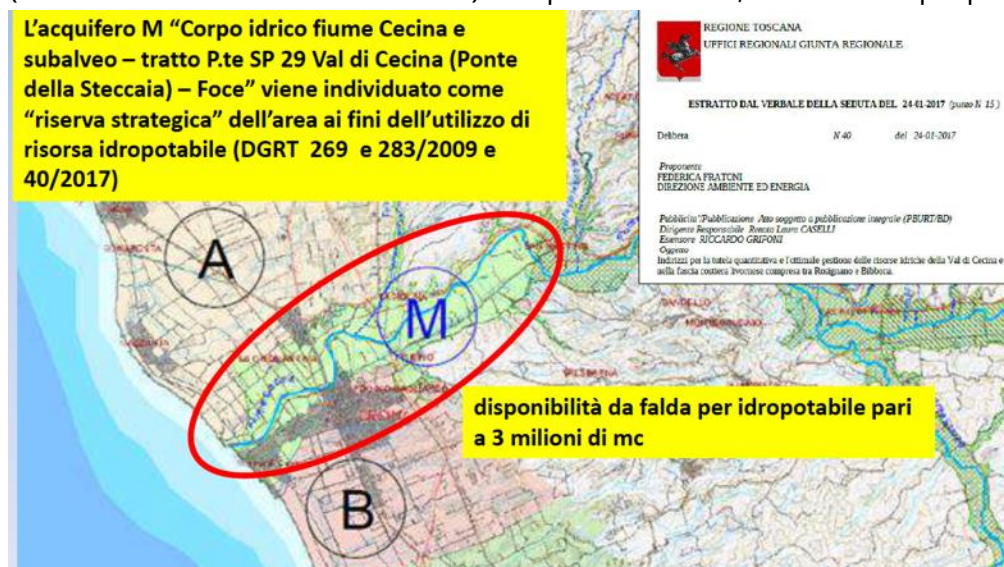 L'acquifero M "Corpo idrico fiume Cecina e
subalveo – tratto P.te SP 29 Val di Cecina (Ponte
della Steccaia) – Foce" viene individuato come
"riserva strategica" dell'area ai fini dell'utilizzo di
risorsa idropotabile (DGRT 269 e 283/2009 e
40/2017)
REGIONE TOSCANA
UFFICI REGIONALI GIUNTA REGIONALE
ESTRATTO DAL VERBALE DELLA SEDUTA DEL 24-01-2017 (punto N 15)
Delibera N 40 del 24-01-2017
Proponente
FEDERICA FRATONI
DIREZIONE AMBIENTE ED ENERGIA
Pubblicita'/Pubblicazione Atto soggetto a pubblicazione integrale (PBURT/BD)
Dirigente Responsabile Renata Laura CASELLI
Estensore RICCARDO GRIFONI
Oggetto
Indirizzi per la tutela quantitativa e l'ottimale gestione delle risorse idriche della Val di Cecina e
nella fascia costiera livornese compresa tra Rosignano e Bibbona.
A
M
disponibilità da falda per idropotabile pari
a 3 milioni di mc
B